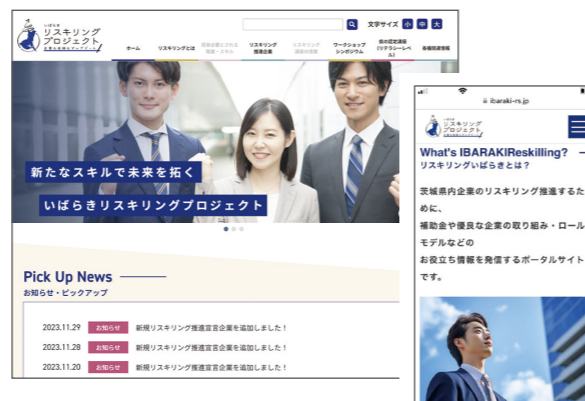 いばらき
リスキリング
プロジェクト
文字サイズ 小 中 大
ホーム
リスキリングとは
リスキリング
推進企業
ワークショップ
シンポジウム
県の認定講座
(リテラシーレベ
ル)
各種関連情報
新たなスキルで未来を拓く
いばらきリスキリングプロジェクト
Pick Up News
お知らせ・ピックアップ
2023.11.29 お知らせ 新規リスキリング推進宣言企業を追加しました!
2023.11.28 お知らせ 新規リスキリング推進宣言企業を追加しました!
2023.11.20 お知らせ 新規リスキリング推進宣言企業を追加しました!
ibaraki-rs.jp
いばらき
リスキリング
プロジェクト
What's IBARAKIReskilling?
リスキリングいばらきとは?
茨城県内企業のリスキリング推進するた
めに、
補助金や優良な企業の取り組み・ロール
モデルなどの
お役立ち情報を発信するポータルサイト
です。